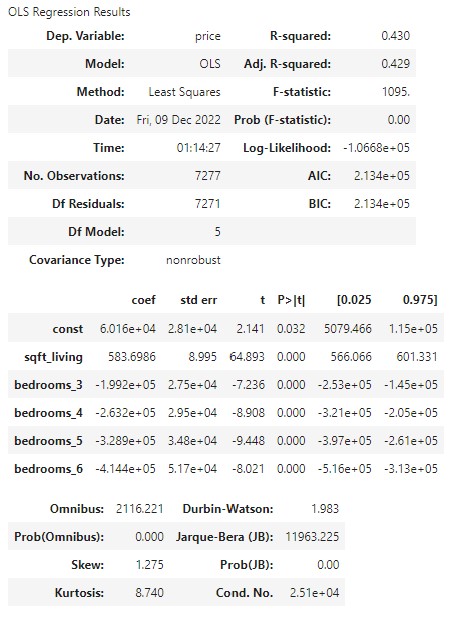 OLS Regression Results
Dep. Variable: price R-squared: 0.430
Model: OLS Adj. R-squared: 0.429
Method: Least Squares F-statistic: 1095.
Date: Fri, 09 Dec 2022 Prob (F-statistic): 0.00
Time: 01:14:27 Log-Likelihood: -1.0668e+05
No. Observations: 7277 AIC: 2.134e+05
Df Residuals: 7271 BIC: 2.134e+05
Df Model: 5
Covariance Type: nonrobust
coef std err t P>|t| [0.025 0.975]
const 6.016e+04 2.81e+04 2.141 0.032 5079.466 1.15e+05
sqft_living 583.6986 8.995 64.893 0.000 566.066 601.331
bedrooms_3 -1.992e+05 2.75e+04 -7.236 0.000 -2.53e+05 -1.45e+05
bedrooms_4 -2.632e+05 2.95e+04 -8.908 0.000 -3.21e+05 -2.05e+05
bedrooms_5 -3.289e+05 3.48e+04 -9.448 0.000 -3.97e+05 -2.61e+05
bedrooms_6 -4.144e+05 5.17e+04 -8.021 0.000 -5.16e+05 -3.13e+05
Omnibus: 2116.221 Durbin-Watson: 1.983
Prob(Omnibus): 0.000 Jarque-Bera (JB): 11963.225
Skew: 1.275 Prob(JB): 0.00
Kurtosis: 8.740 Cond. No. 2.51e+04